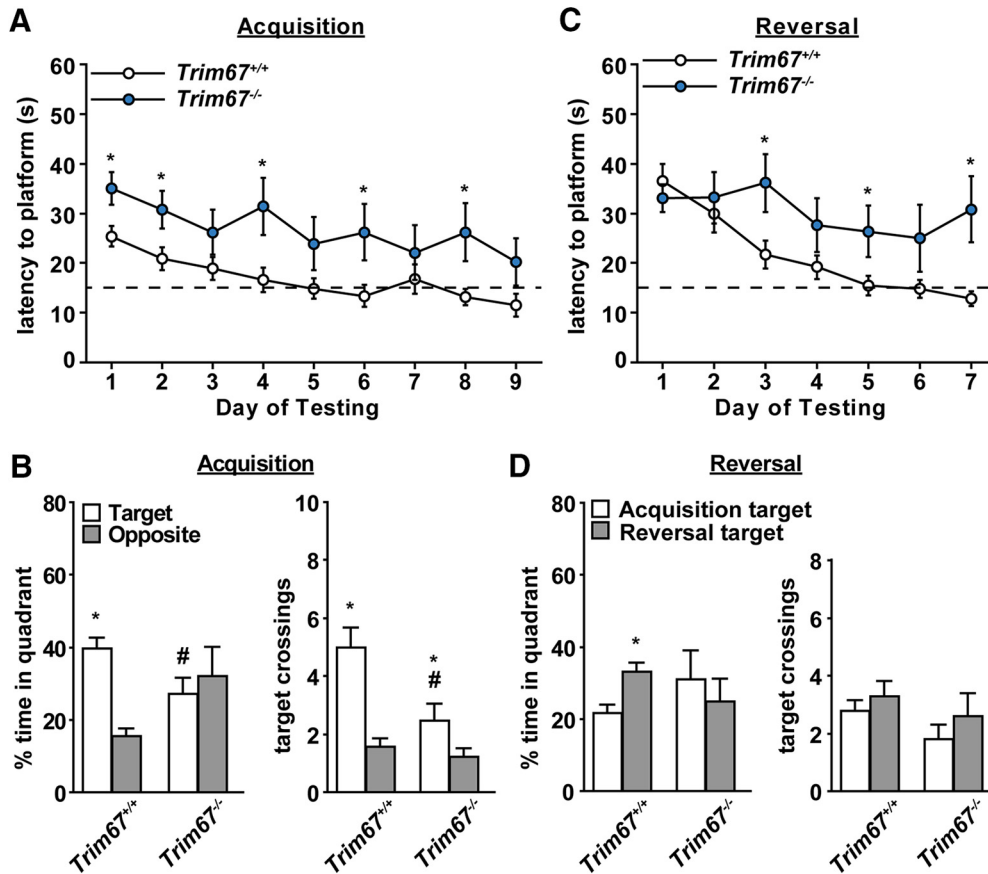 A
Acquisition
60
50
40
30
20
10
0
latency to platform (s)
Trim67+/+
Trim67-/-
* * * * *
1 2 3 4 5 6 7 8 9
Day of Testing
C
Reversal
60
50
40
30
20
10
0
latency to platform (s)
Trim67+/+
Trim67-/-
* * *
1 2 3 4 5 6 7
Day of Testing
B
Acquisition
80
60
40
20
0
% time in quadrant
Target
Opposite
*
#
Trim67+/+
Trim67-/-
10
8
6
4
2
0
target crossings
*
*
#
Trim67+/+
Trim67-/-
D
Reversal
80
60
40
20
0
% time in quadrant
Acquisition target
Reversal target
*
Trim67+/+
Trim67-/-
8
6
4
2
0
target crossings
Trim67+/+
Trim67-/-